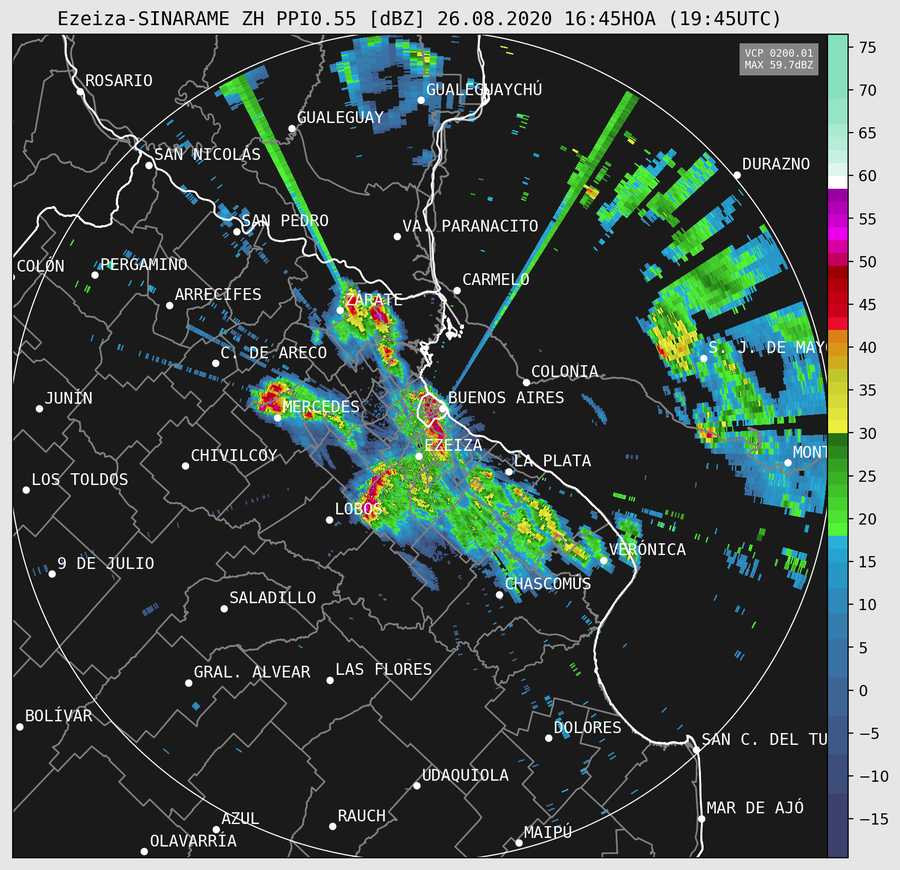 Ezeiza-SINARAME ZH PPI0.55 [dBZ] 26.08.2020 16:45HOA (19:45UTC)
VCP 0200.01
MAX 59.7dBZ
75
ROSARIO
GUALEGUAYCHÚ
70
GUALEGUAY
65
SAN NICOLAS
DURAZNO
60
SAN PEDRO
VA. PARANACITO
55
COLON
PERGAMINO
50
ARRECIFES
CARMELO
ZARATE
45
C. DE ARECO
S. J. DE MAY
40
COLONIA
JUNÍN
MERCEDES
BUENOS AIRES
35
EZEIZA
30
CHIVILCOY
LA PLATA
MONT
LOS TOLDOS
25
LOBOS
20
9 DE JULIO
VERÓNICA
15
SALADILLO
CHASCOMÚS
10
5
GRAL. ALVEAR
LAS FLORES
0
BOLÍVAR
DOLORES
SAN C. DEL TU
−5
UDAQUIOLA
−10
AZUL
RAUCH
MAR DE AJÓ
−15
OLAVARRÍA
MAIPÚ